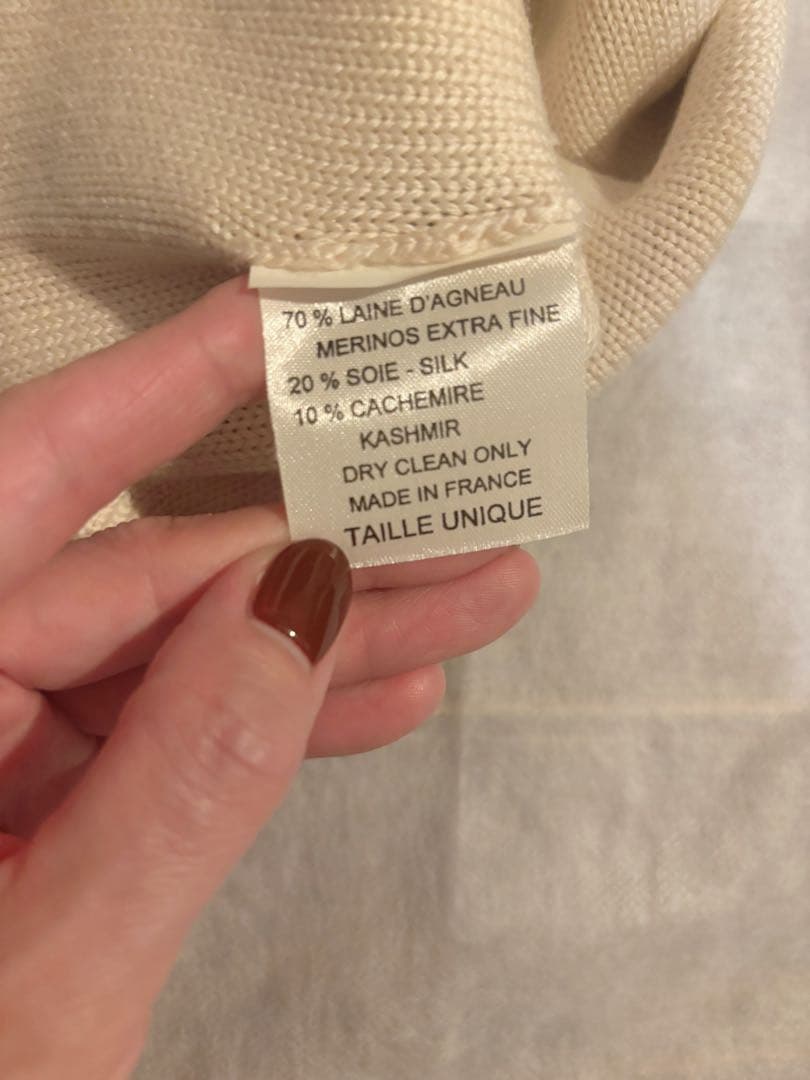 70 % LAINE D'AGNEAU
MERINOS EXTRA FINE
20 % SOIE - SILK
10 % CACHEMIRE
KASHMIR
DRY CLEAN ONLY
MADE IN FRANCE
TAILLE UNIQUE